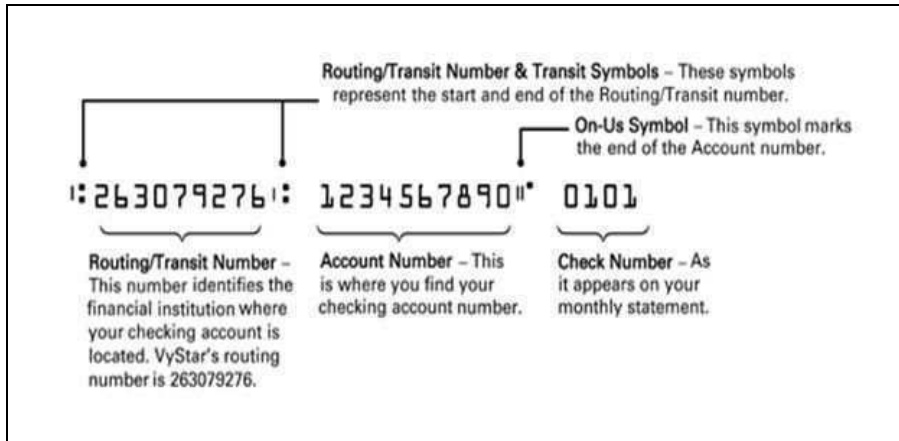 Routing/Transit Number & Transit Symbols – These symbols
represent the start and end of the Routing/Transit number.
On-Us Symbol – This symbol marks
the end of the Account number.
⑆263079276⑆ 1234567890⑈ 0101
Routing/Transit Number –
This number identifies the
financial institution where
your checking account is
located. VyStar's routing
number is 263079276.
Account Number – This
is where you find your
checking account number.
Check Number – As
it appears on your
monthly statement.